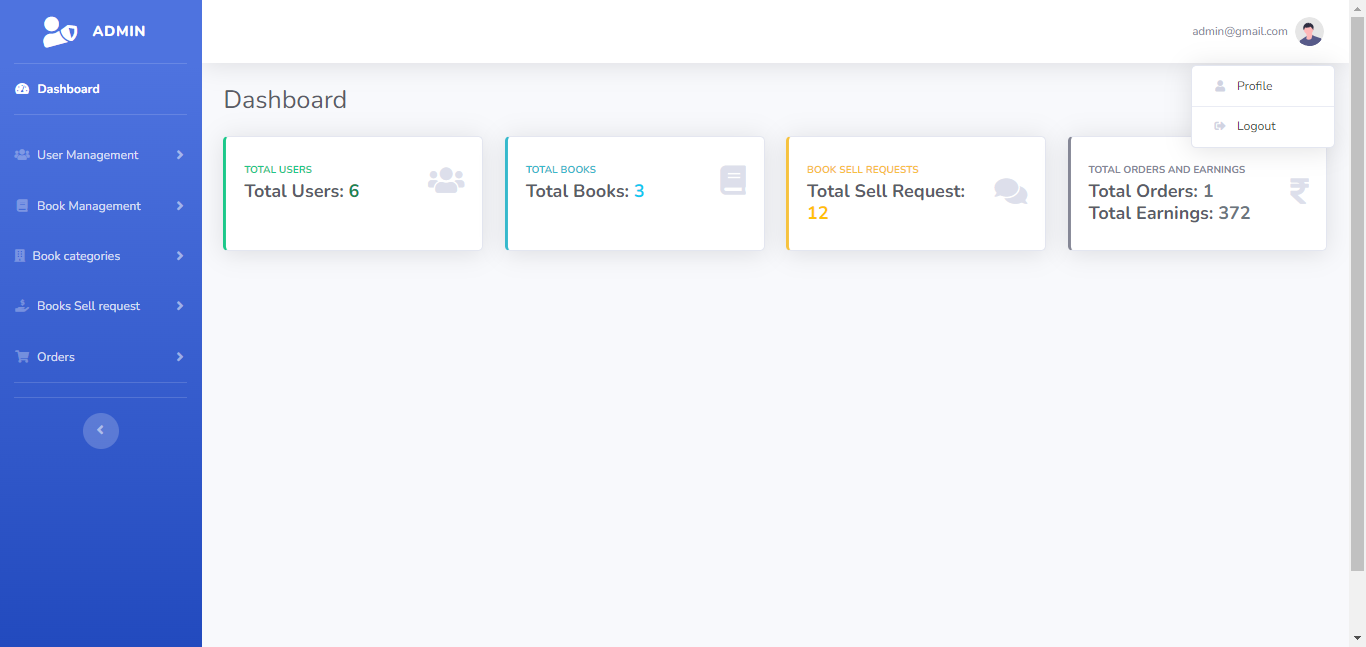 ADMIN
Dashboard
User Management
Book Management
Book categories
Books Sell request
Orders
admin@gmail.com
Profile
Logout
Dashboard
TOTAL USERS
Total Users: 6
TOTAL BOOKS
Total Books: 3
BOOK SELL REQUESTS
Total Sell Request:
12
TOTAL ORDERS AND EARNINGS
Total Orders: 1
Total Earnings: 372